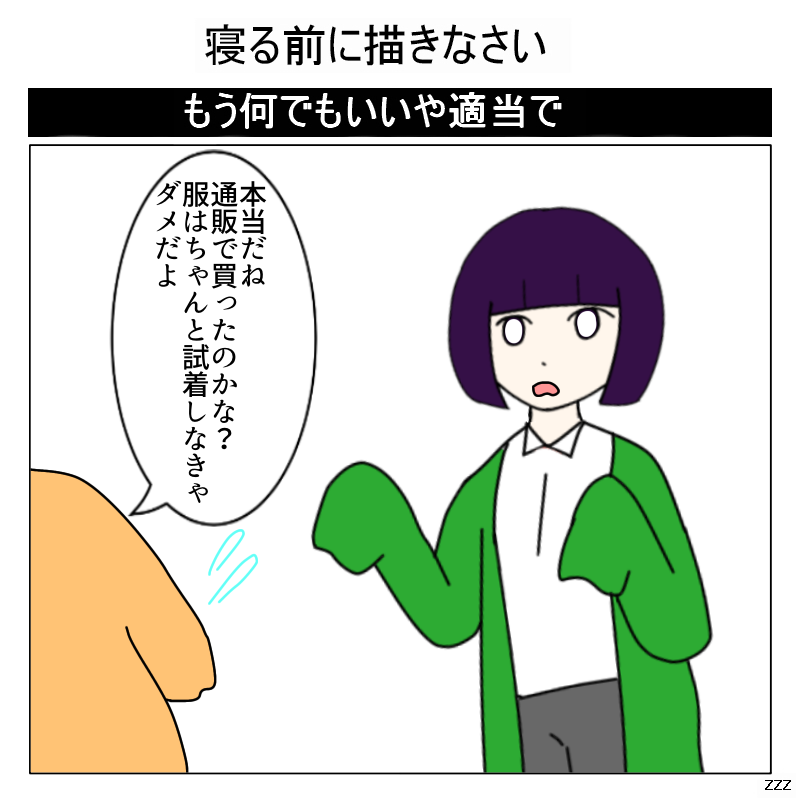 寝る前に描きなさい
もう何でもいいや適当で
本当だね
通販で買ったのかな？
服はちゃんと試着しなきゃ
ダメだよ
zzz